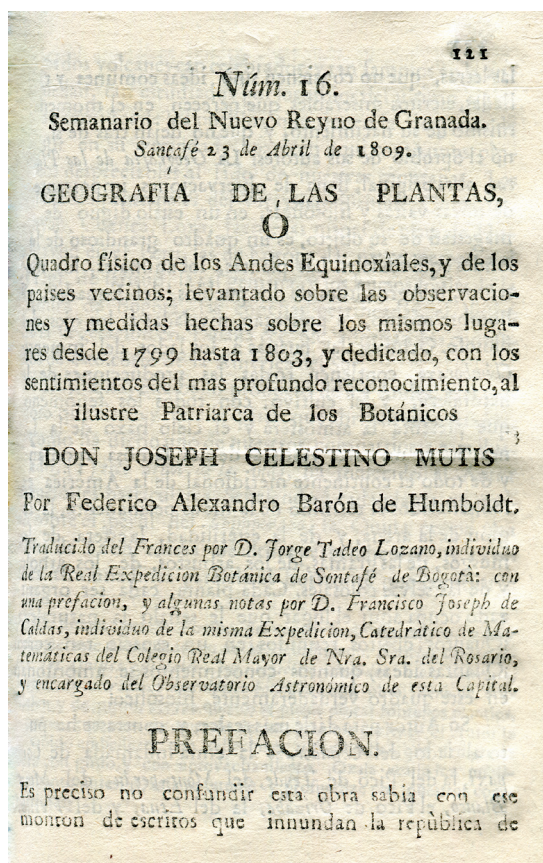 121
Núm. 16.
Semanario del Nuevo Reyno de Granada.
Santafé 23 de Abril de 1809.
GEOGRAFÍA DE LAS PLANTAS,
Ó
Quadro físico de los Andes Equinoxîales, y de los
paises vecinos; levantado sobre las observacio-
nes y medidas hechas sobre los mismos luga-
res desde 1799 hasta 1803, y dedicado, con los
sentimientos del mas profundo reconocimiento, al
ilustre Patriarca de los Botánicos
DON JOSEPH CELESTINO MUTIS
Por Federico Alexandro Barón de Humboldt.
Traducido del Frances por D. Jorge Tadeo Lozano, individuo
de la Real Expedicion Botánica de Sontafé de Bogotà: con
una prefacion, y algunas notas por D. Francisco Joseph de
Caldas, individuo de la misma Expedicion, Catedrático de Ma-
temáticas del Colegio Real Mayor de Nra. Sra. del Rosario,
y encargado del Observatorio Astronómico de esta Capital.
PREFACION.
Es preciso no confundir esta obra sabia con ese
monton de escritos que innundan la repùblica de